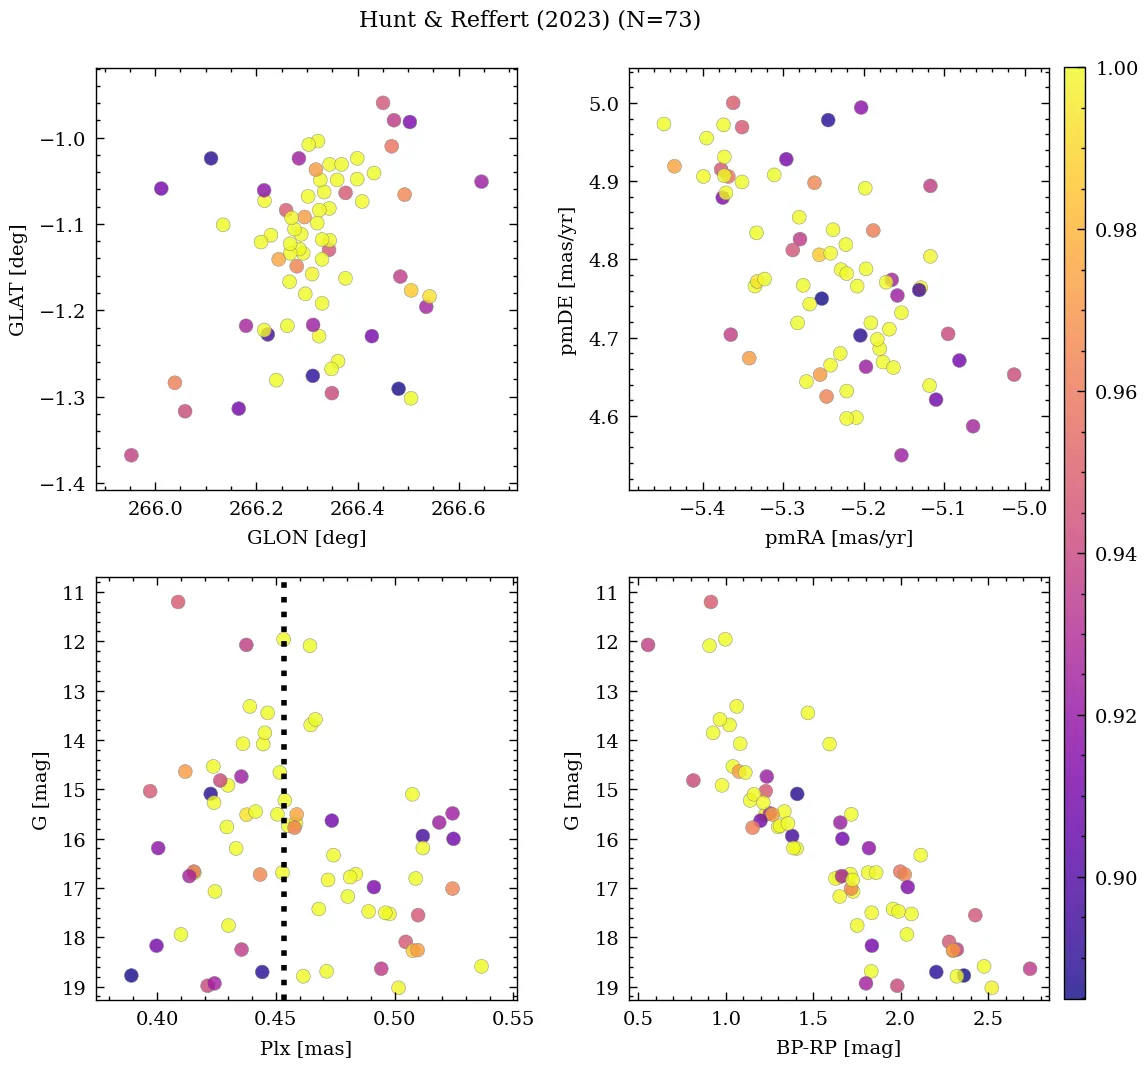 Hunt & Reffert (2023) (N=73)
−1.0
−1.1
−1.2
−1.3
−1.4
GLAT [deg]
266.0 266.2 266.4 266.6
GLON [deg]
5.0
4.9
4.8
4.7
4.6
pmDE [mas/yr]
−5.4 −5.3 −5.2 −5.1 −5.0
pmRA [mas/yr]
1.00
0.98
0.96
0.94
0.92
0.90
11
12
13
14
15
16
17
18
19
G [mag]
0.40 0.45 0.50 0.55
Plx [mas]
11
12
13
14
15
16
17
18
19
G [mag]
0.5 1.0 1.5 2.0 2.5
BP-RP [mag]